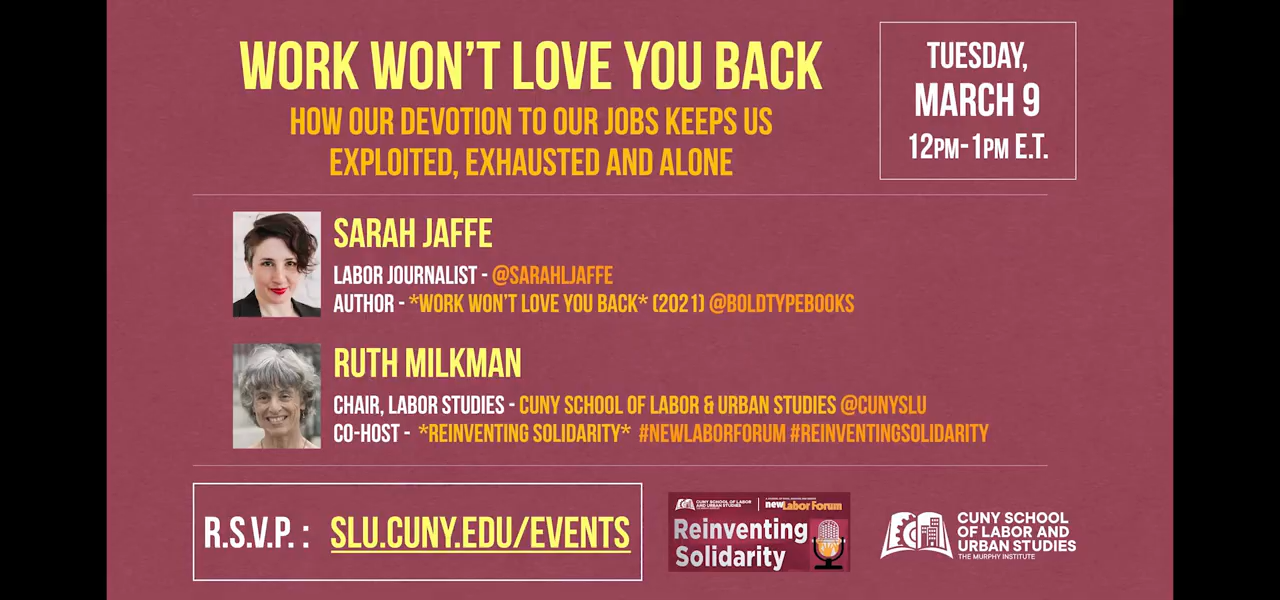 WORK WON'T LOVE YOU BACK
HOW OUR DEVOTION TO OUR JOBS KEEPS US
EXPLOITED, EXHAUSTED AND ALONE
TUESDAY,
MARCH 9
12PM-1PM E.T.
SARAH JAFFE
LABOR JOURNALIST - @SARAHLJAFFE
AUTHOR - *WORK WON'T LOVE YOU BACK* (2021) @BOLDTYPEBOOKS
RUTH MILKMAN
CHAIR, LABOR STUDIES - CUNY SCHOOL OF LABOR & URBAN STUDIES @CUNYSLU
CO-HOST - *REINVENTING SOLIDARITY* #NEWLABORFORUM #REINVENTINGSOLIDARITY
R.S.V.P. : SLU.CUNY.EDU/EVENTS
CUNY SCHOOL OF LABOR
AND URBAN STUDIES
newLaborForum
Reinventing
Solidarity
CUNY SCHOOL
OF LABOR AND
URBAN STUDIES
THE MURPHY INSTITUTE